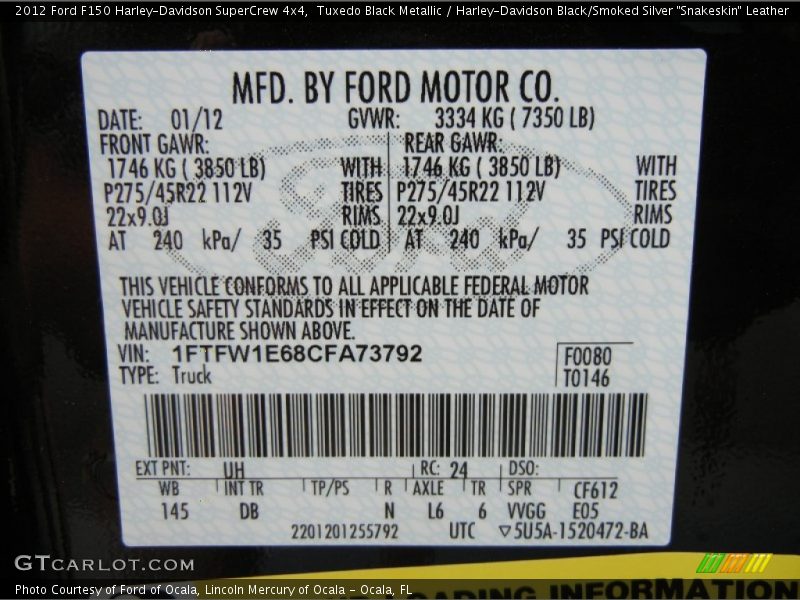 2012 Ford F150 Harley-Davidson SuperCrew 4x4,  Tuxedo Black Metallic / Harley-Davidson Black/Smoked Silver "Snakeskin" Leather
MFD. BY FORD MOTOR CO.
DATE: 01/12 GVWR: 3334 KG ( 7350 LB)
FRONT GAWR: REAR GAWR:
1746 KG ( 3850 LB) WITH 1746 KG ( 3850 LB) WITH
P275/45R22 112V TIRES P275/45R22 112V TIRES
22x9.0J RIMS 22x9.0J RIMS
AT 240 kPa/ 35 PSI COLD AT 240 kPa/ 35 PSI COLD
Ford
THIS VEHICLE CONFORMS TO ALL APPLICABLE FEDERAL MOTOR
VEHICLE SAFETY STANDARDS IN EFFECT ON THE DATE OF
MANUFACTURE SHOWN ABOVE.
VIN: 1FTFW1E68CFA73792 F0080
TYPE: Truck T0146
EXT PNT: UH RC: 24 DSO:
WB INT TR TP/PS R AXLE TR SPR CF612
145 DB N L6 6 VVGG E05
2201201255792 UTC ▽5U5A-1520472-BA
GTCARLOT.COM
LOADING INFORMATION
Photo Courtesy of Ford of Ocala, Lincoln Mercury of Ocala - Ocala, FL